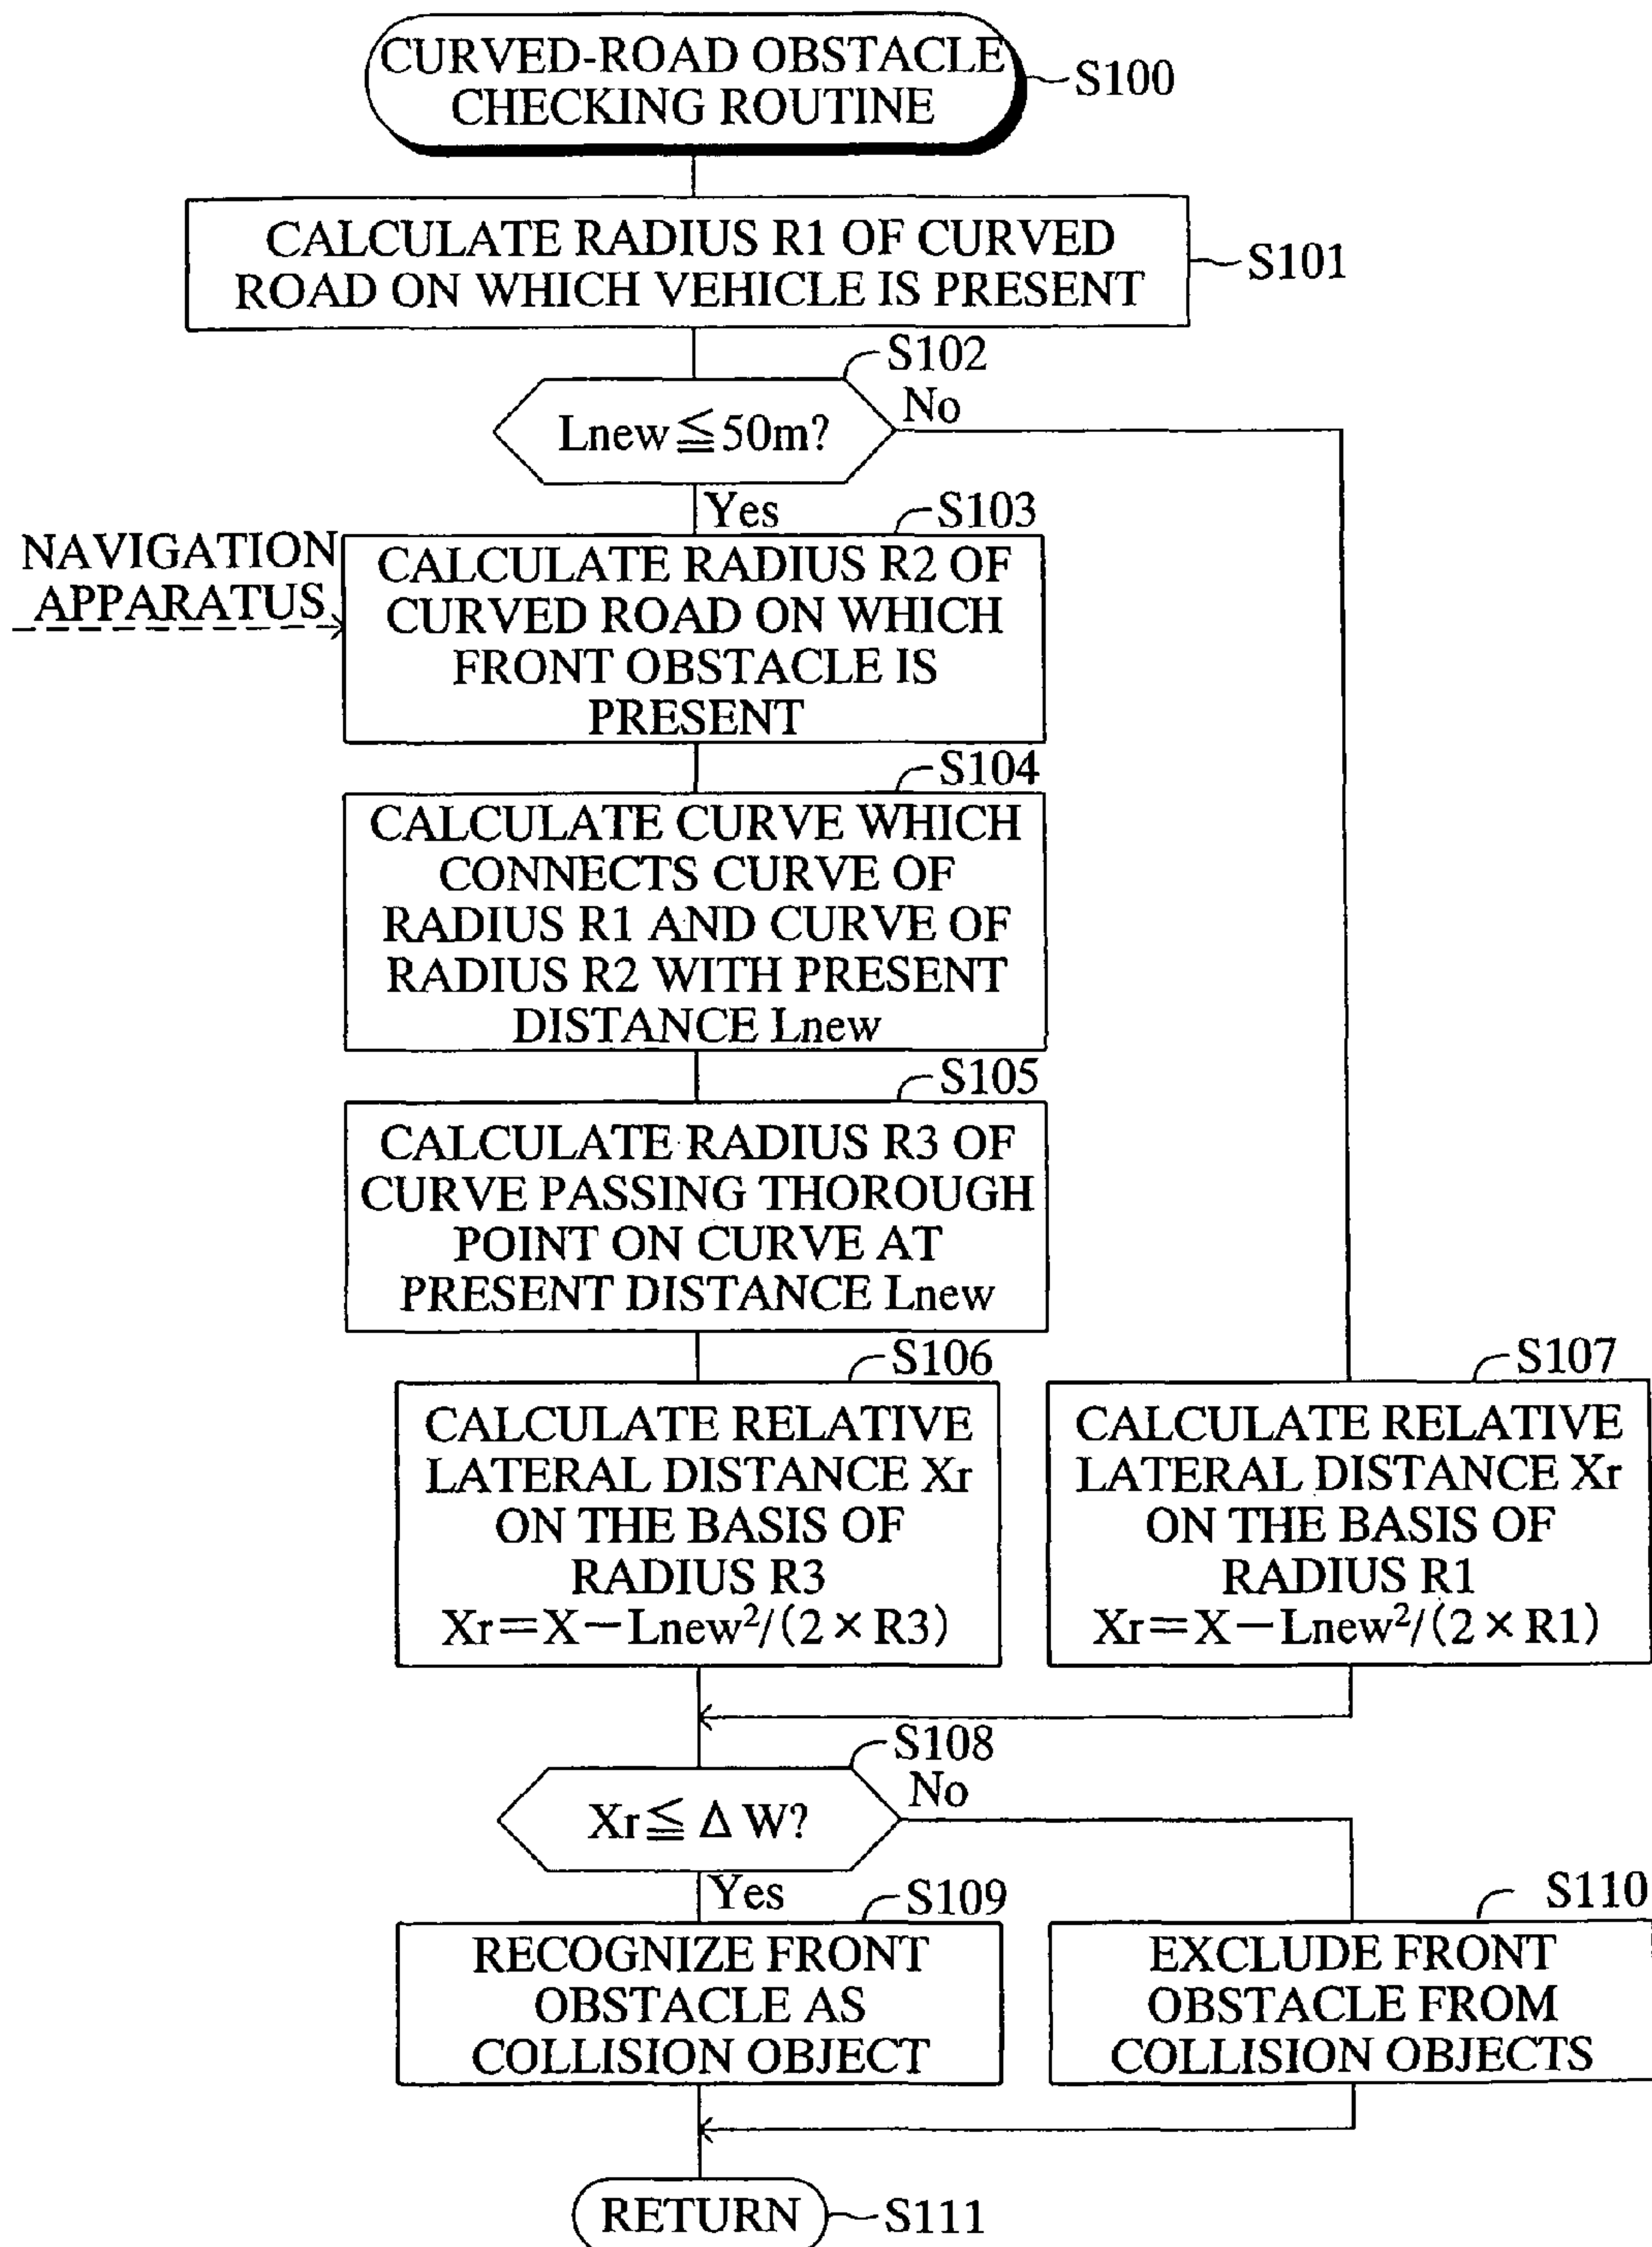 CURVED-ROAD OBSTACLE
CHECKING ROUTINE
S100
CALCULATE RADIUS R1 OF CURVED
ROAD ON WHICH VEHICLE IS PRESENT
S101
S102
Lnew≦50m?
No
Yes
S103
NAVIGATION
APPARATUS
CALCULATE RADIUS R2 OF
CURVED ROAD ON WHICH
FRONT OBSTACLE IS
PRESENT
S104
CALCULATE CURVE WHICH
CONNECTS CURVE OF
RADIUS R1 AND CURVE OF
RADIUS R2 WITH PRESENT
DISTANCE Lnew
S105
CALCULATE RADIUS R3 OF
CURVE PASSING THOROUGH
POINT ON CURVE AT
PRESENT DISTANCE Lnew
S106
CALCULATE RELATIVE
LATERAL DISTANCE Xr
ON THE BASIS OF
RADIUS R3
Xr=X−Lnew²/(2×R3)
S107
CALCULATE RELATIVE
LATERAL DISTANCE Xr
ON THE BASIS OF
RADIUS R1
Xr=X−Lnew²/(2×R1)
S108
Xr≦ΔW?
No
Yes
S109
RECOGNIZE FRONT
OBSTACLE AS
COLLISION OBJECT
S110
EXCLUDE FRONT
OBSTACLE FROM
COLLISION OBJECTS
RETURN
S111